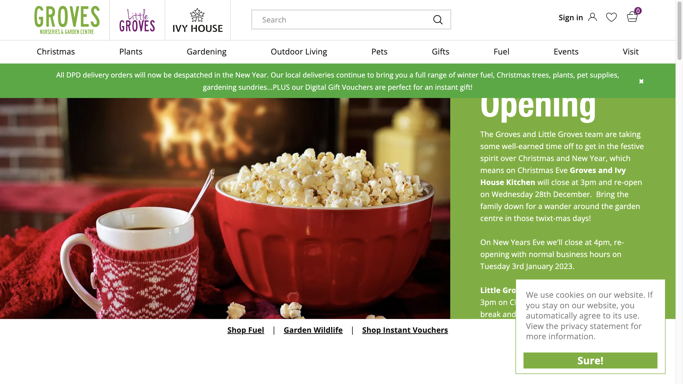 GROVES
NURSERIES & GARDEN CENTRE
Little
GROVES
IVY HOUSE
Search
Sign in
0
Christmas
Plants
Gardening
Outdoor Living
Pets
Gifts
Fuel
Events
Visit
All DPD delivery orders will now be despatched in the New Year. Our local deliveries continue to bring you a full range of winter fuel, Christmas trees, plants, pet supplies,
gardening sundries...PLUS our Digital Gift Vouchers are perfect for an instant gift!
Opening
The Groves and Little Groves team are taking
some well-earned time off to get in the festive
spirit over Christmas and New Year, which
means on Christmas Eve Groves and Ivy
House Kitchen will close at 3pm and re-open
on Wednesday 28th December. Bring the
family down for a wander around the garden
centre in those twixt-mas days!
On New Years Eve we'll close at 4pm, re-
opening with normal business hours on
Tuesday 3rd January 2023.
Little Gro
3pm on C
break and
We use cookies on our website. If
you stay on our website, you
automatically agree to its use.
View the privacy statement for
more information.
Sure!
Shop Fuel | Garden Wildlife | Shop Instant Vouchers